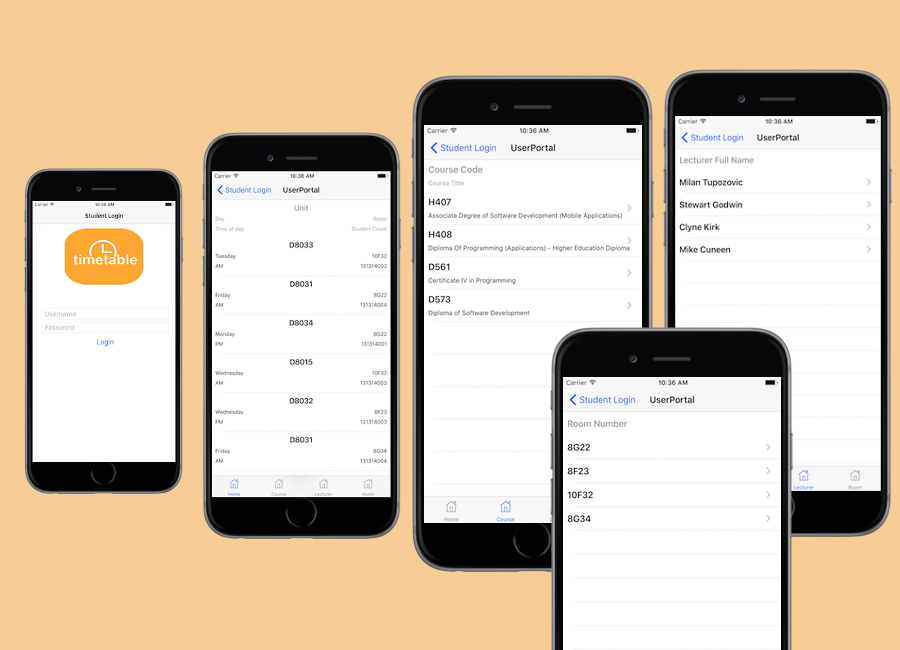 Carrier 10:36 AM
Student Login
timetable
Username
Password
Login
Carrier 10:36 AM
Student Login UserPortal
Unit
Day Room
Time of day Student Count
D8033
Tuesday 10F32
AM 131314002
D8031
Friday 8G22
AM 131314004
D8034
Monday 8G22
PM 131314001
D8015
Wednesday 10F32
AM 131314003
D8032
Wednesday 8F23
PM 131314003
D8031
Friday 8G34
AM 131314004
Home Course Lecturer Room
Carrier 10:36 AM
Student Login UserPortal
Course Code
Course Title
H407
Associate Degree of Software Development (Mobile Applications)
H408
Diploma Of Programming (Applications) - Higher Education Diploma
D561
Certificate IV in Programming
D573
Diploma of Software Development
Home Course
Carrier 10:36 AM
Student Login UserPortal
Lecturer Full Name
Milan Tupozovic
Stewart Godwin
Clyne Kirk
Mike Cuneen
Lecturer Room
Carrier 10:36 AM
Student Login UserPortal
Room Number
8G22
8F23
10F32
8G34